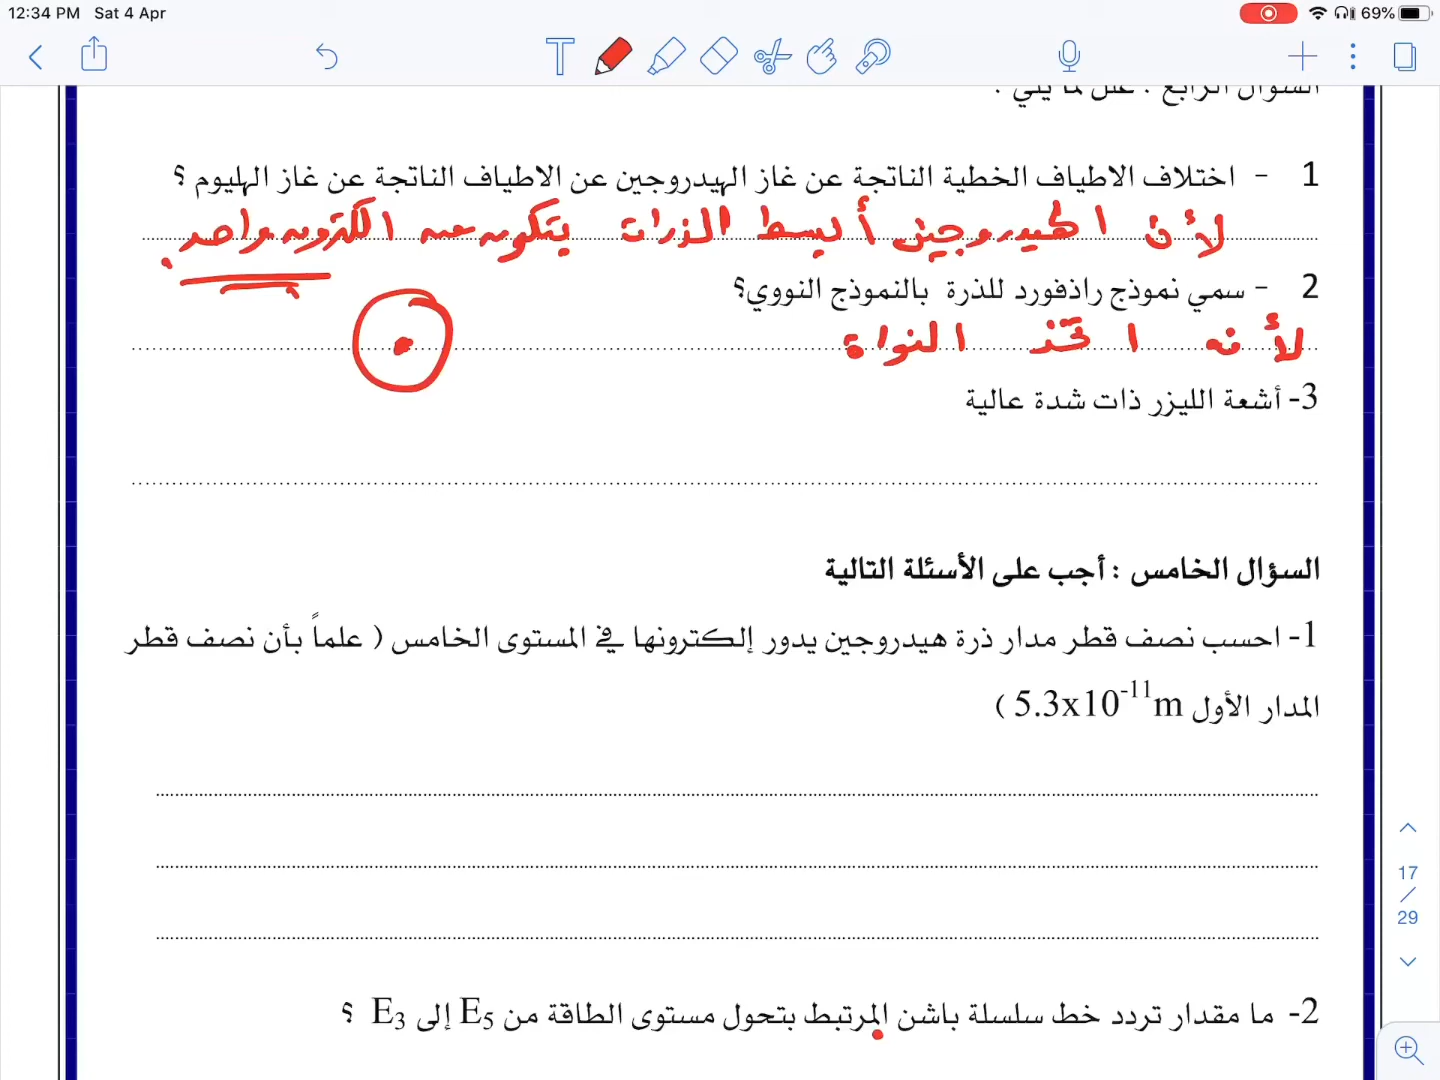 12:34 PM Sat 4 Apr 69%
السؤال الرابع : علل لما يلي :
1 - اختلاف الاطياف الخطية الناتجة عن غاز الهيدروجين عن الاطياف الناتجة عن غاز الهليوم ؟
لأن الهيدروجين أبسط الذرات يتكون من الكترون واحد .
2 - سمي نموذج راذفورد للذرة بالنموذج النووي؟
لأنه اتخذ النواة
3- أشعة الليزر ذات شدة عالية
السؤال الخامس : أجب على الأسئلة التالية
1- احسب نصف قطر مدار ذرة هيدروجين يدور إلكترونها في المستوى الخامس ( علماً بأن نصف قطر
المدار الأول 5.3x10⁻¹¹m )
2- ما مقدار تردد خط سلسلة باشن المرتبط بتحول مستوى الطاقة من E₅ إلى E₃ ؟
17
/
29